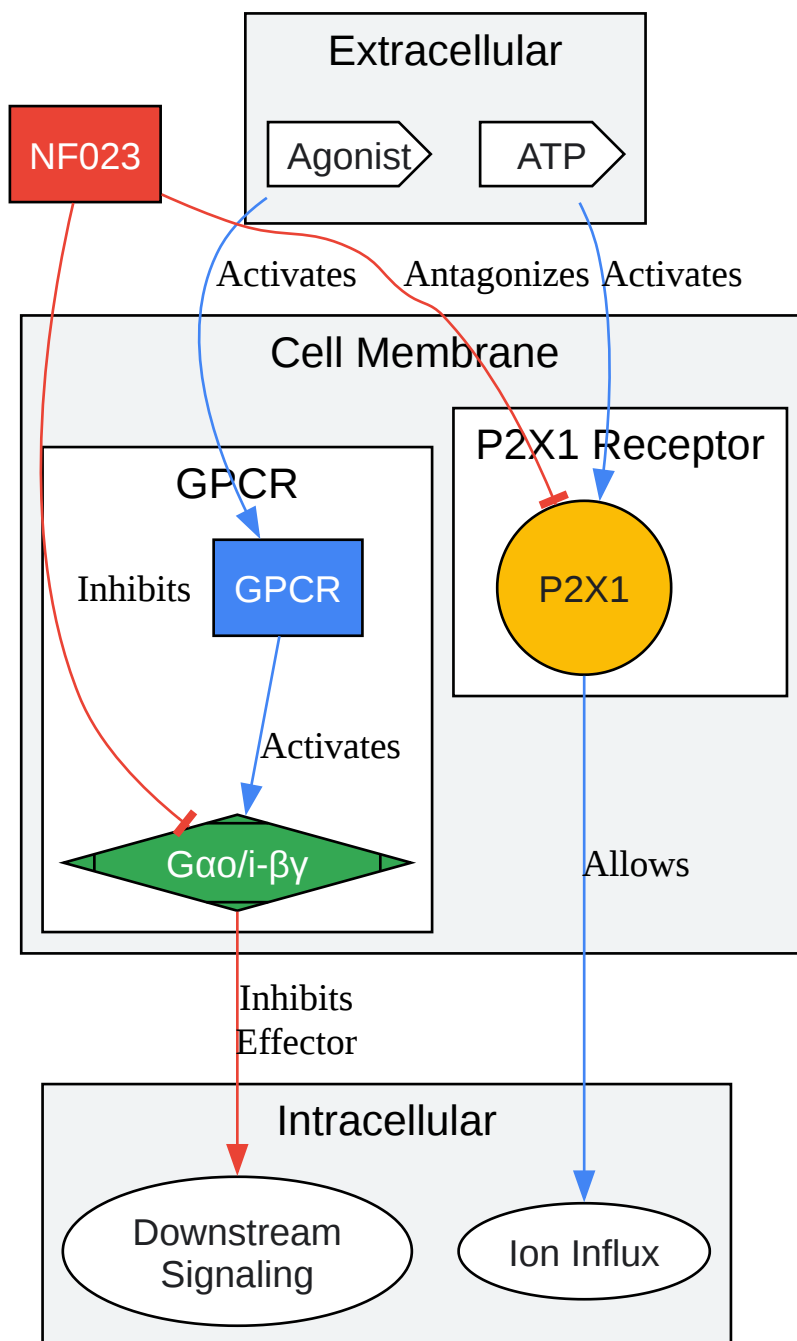 Extracellular
NF023
Agonist
ATP
Activates
Antagonizes
Activates
Cell Membrane
P2X1 Receptor
GPCR
Inhibits
GPCR
P2X1
Activates
Gαo/i-βγ
Allows
Inhibits
Effector
Intracellular
Downstream
Signaling
Ion Influx